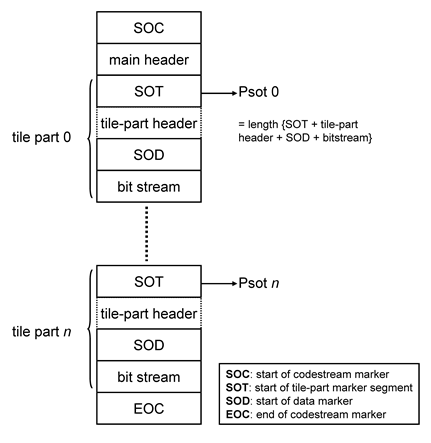 SOC
main header
SOT
Psot 0
tile-part header
= length {SOT + tile-part
header + SOD + bitstream}
tile part 0
SOD
bit stream
SOT
Psot n
tile-part header
tile part n
SOD
bit stream
EOC
SOC: start of codestream marker
SOT: start of tile-part marker segment
SOD: start of data marker
EOC: end of codestream marker